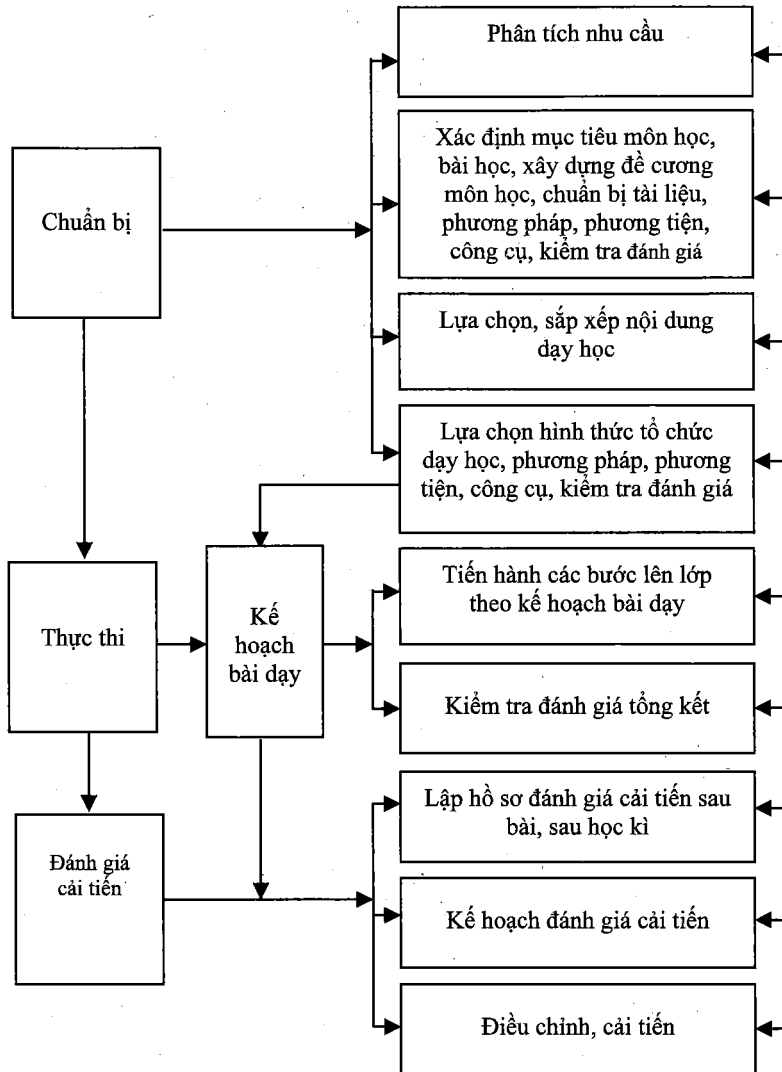 Phân tích nhu cầu
Xác định mục tiêu môn học,
bài học, xây dựng đề cương
môn học, chuẩn bị tài liệu,
phương pháp, phương tiện,
công cụ, kiểm tra đánh giá
Chuẩn bị
Lựa chọn, sắp xếp nội dung
dạy học
Lựa chọn hình thức tổ chức
dạy học, phương pháp, phương
tiện, công cụ, kiểm tra đánh giá
Thực thi
Kế
hoạch
bài dạy
Tiến hành các bước lên lớp
theo kế hoạch bài dạy
Kiểm tra đánh giá tổng kết
Đánh giá
cải tiến
Lập hồ sơ đánh giá cải tiến sau
bài, sau học kì
Kế hoạch đánh giá cải tiến
Điều chỉnh, cải tiến